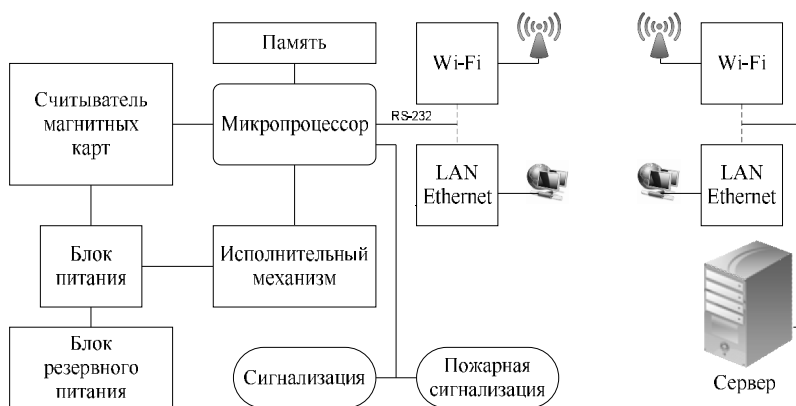 Память
Считыватель
магнитных
карт
Микропроцессор
RS-232
Wi-Fi
LAN
Ethernet
Wi-Fi
LAN
Ethernet
Блок
питания
Исполнительный
механизм
Блок
резервного
питания
Сигнализация
Пожарная
сигнализация
Сервер